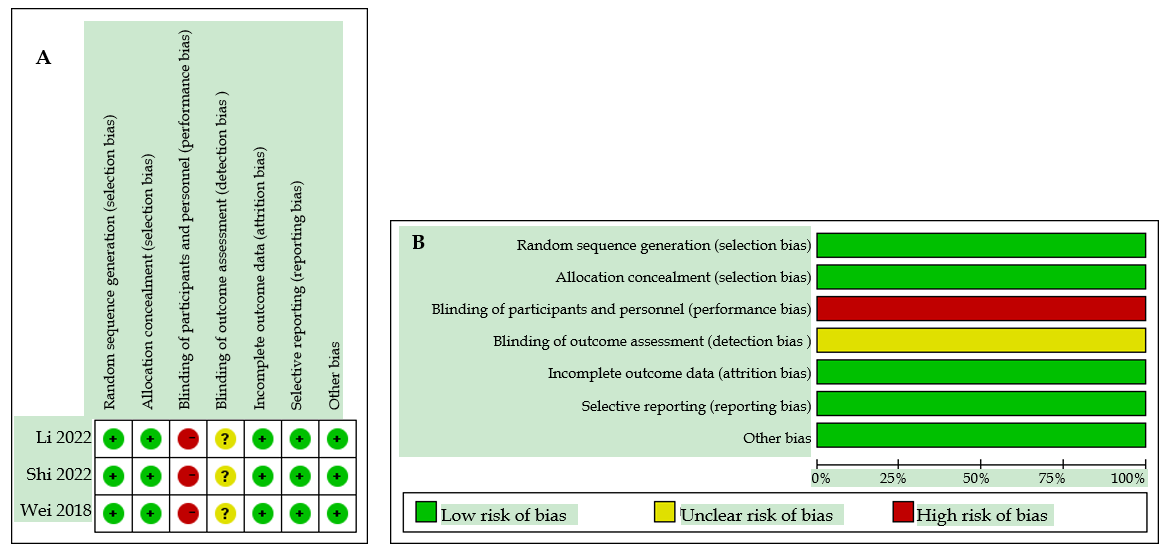 A
Random sequence generation (selection bias)
Allocation concealment (selection bias)
Blinding of participants and personnel (performance bias)
Blinding of outcome assessment (detection bias )
Incomplete outcome data (attrition bias)
Selective reporting (reporting bias)
Other bias
Li 2022 + + - ? + + +
Shi 2022 + + - ? + + +
Wei 2018 + + - ? + + +
B
Random sequence generation (selection bias)
Allocation concealment (selection bias)
Blinding of participants and personnel (performance bias)
Blinding of outcome assessment (detection bias )
Incomplete outcome data (attrition bias)
Selective reporting (reporting bias)
Other bias
0% 25% 50% 75% 100%
Low risk of bias Unclear risk of bias High risk of bias